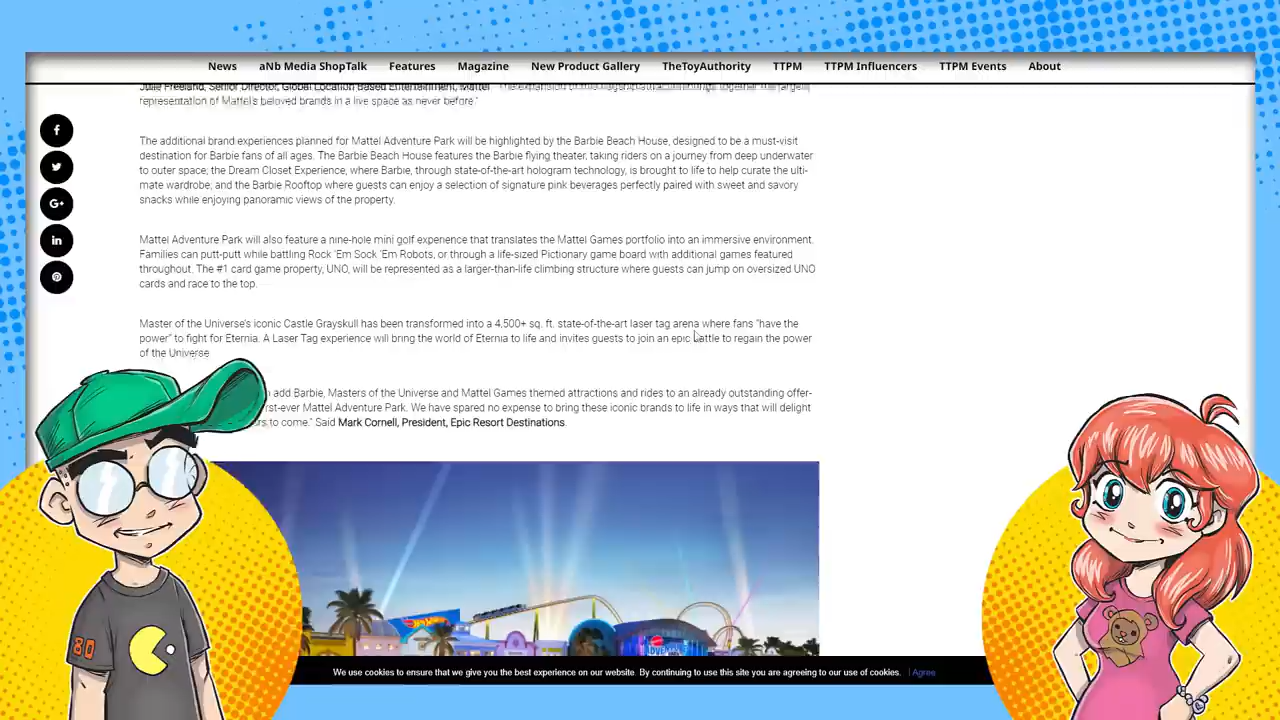 News aNb Media ShopTalk Features Magazine New Product Gallery TheToyAuthority TTPM TTPM Influencers TTPM Events About
Julie Freeland, Senior Director, Global Location Based Entertainment, Mattel
representation of Mattel's beloved brands in a live space as never before."
The additional brand experiences planned for Mattel Adventure Park will be highlighted by the Barbie Beach House, designed to be a must-visit
destination for Barbie fans of all ages. The Barbie Beach House features the Barbie flying theater, taking riders on a journey from deep underwater
to outer space; the Dream Closet Experience, where Barbie, through state-of-the-art hologram technology, is brought to life to help curate the ulti-
mate wardrobe; and the Barbie Rooftop where guests can enjoy a selection of signature pink beverages perfectly paired with sweet and savory
snacks while enjoying panoramic views of the property.
Mattel Adventure Park will also feature a nine-hole mini golf experience that translates the Mattel Games portfolio into an immersive environment.
Families can putt-putt while battling Rock 'Em Sock 'Em Robots, or through a life-sized Pictionary game board with additional games featured
throughout. The #1 card game property, UNO, will be represented as a larger-than-life climbing structure where guests can jump on oversized UNO
cards and race to the top.
Master of the Universe's iconic Castle Grayskull has been transformed into a 4,500+ sq. ft. state-of-the-art laser tag arena where fans "have the
power" to fight for Eternia. A Laser Tag experience will bring the world of Eternia to life and invites guests to join an epic battle to regain the power
of the Universe
add Barbie, Masters of the Universe and Mattel Games themed attractions and rides to an already outstanding offer-
rst-ever Mattel Adventure Park. We have spared no expense to bring these iconic brands to life in ways that will delight
rs to come." Said Mark Cornell, President, Epic Resort Destinations.
Hot Wheels
80
We use cookies to ensure that we give you the best experience on our website. By continuing to use this site you are agreeing to our use of cookies. | Agree